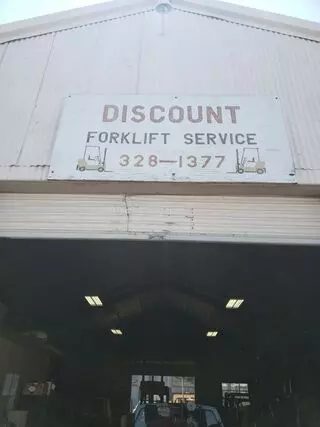 DISCOUNT
FORKLIFT SERVICE
328-1377